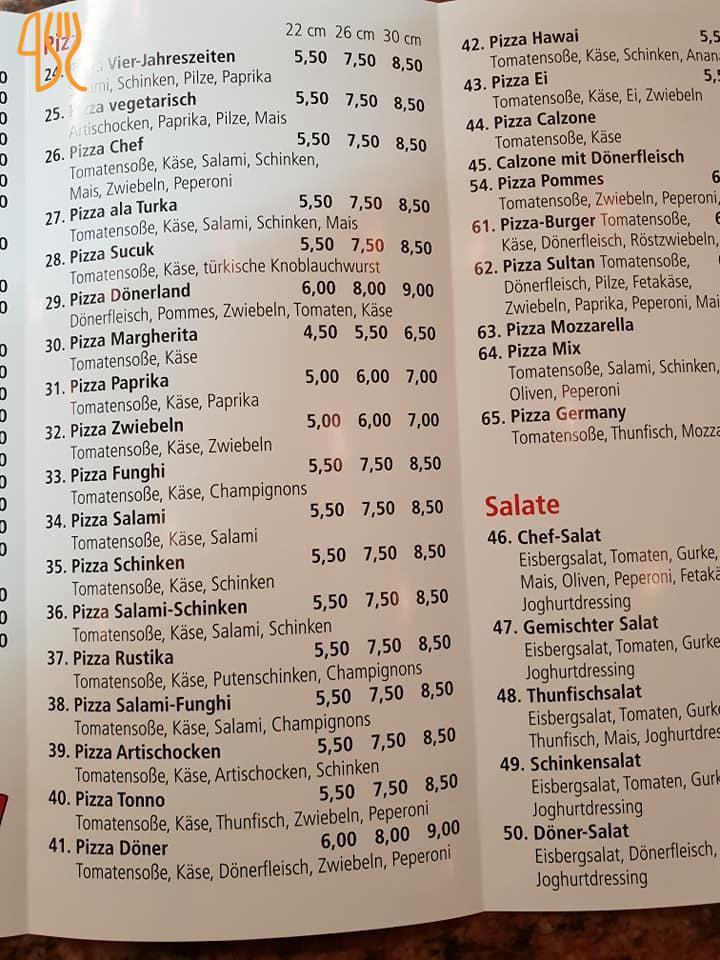 22 cm 26 cm 30 cm
24. Vier-Jahreszeiten 5,50 7,50 8,50
Schinken, Pilze, Paprika
25. vegetarisch 5,50 7,50 8,50
Artischocken, Paprika, Pilze, Mais
26. Pizza Chef 5,50 7,50 8,50
Tomatensoße, Käse, Salami, Schinken,
Mais, Zwiebeln, Peperoni
27. Pizza ala Turka 5,50 7,50 8,50
Tomatensoße, Käse, Salami, Schinken, Mais
28. Pizza Sucuk 5,50 7,50 8,50
Tomatensoße, Käse, türkische Knoblauchwurst
29. Pizza Dönerland 6,00 8,00 9,00
Dönerfleisch, Pommes, Zwiebeln, Tomaten, Käse
30. Pizza Margherita 4,50 5,50 6,50
Tomatensoße, Käse
31. Pizza Paprika 5,00 6,00 7,00
Tomatensoße, Käse, Paprika
32. Pizza Zwiebeln 5,00 6,00 7,00
Tomatensoße, Käse, Zwiebeln
33. Pizza Funghi 5,50 7,50 8,50
Tomatensoße, Käse, Champignons
34. Pizza Salami 5,50 7,50 8,50
Tomatensoße, Käse, Salami
35. Pizza Schinken 5,50 7,50 8,50
Tomatensoße, Käse, Schinken
36. Pizza Salami-Schinken 5,50 7,50 8,50
Tomatensoße, Käse, Salami, Schinken
37. Pizza Rustika 5,50 7,50 8,50
Tomatensoße, Käse, Putenschinken, Champignons
38. Pizza Salami-Funghi 5,50 7,50 8,50
Tomatensoße, Käse, Salami, Champignons
39. Pizza Artischocken 5,50 7,50 8,50
Tomatensoße, Käse, Artischocken, Schinken
40. Pizza Tonno 5,50 7,50 8,50
Tomatensoße, Käse, Thunfisch, Zwiebeln, Peperoni
41. Pizza Döner 6,00 8,00 9,00
Tomatensoße, Käse, Dönerfleisch, Zwiebeln, Peperoni
42. Pizza Hawai
Tomatensoße, Käse, Schinken,
43. Pizza Ei
Tomatensoße, Käse, Ei, Zwiebeln
44. Pizza Calzone
Tomatensoße, Käse
45. Calzone mit Dönerfleisch
54. Pizza Pommes
Tomatensoße, Zwiebeln, Peperoni,
61. Pizza-Burger Tomatensoße,
Käse, Dönerfleisch, Röstzwiebeln,
62. Pizza Sultan Tomatensoße,
Dönerfleisch, Pilze, Fetakäse,
Zwiebeln, Paprika, Peperoni,
63. Pizza Mozzarella
64. Pizza Mix
Tomatensoße, Salami, Schinken,
Oliven, Peperoni
65. Pizza Germany
Tomatensoße, Thunfisch,
Salate
46. Chef-Salat
Eisbergsalat, Tomaten, Gurke,
Mais, Oliven, Peperoni,
Joghurtdressing
47. Gemischter Salat
Eisbergsalat, Tomaten,
Joghurtdressing
48. Thunfischsalat
Eisbergsalat, Tomaten,
Thunfisch, Mais,
49. Schinkensalat
Eisbergsalat, Tomaten,
Joghurtdressing
50. Döner-Salat
Eisbergsalat, Dönerfleisch,
Joghurtdressing